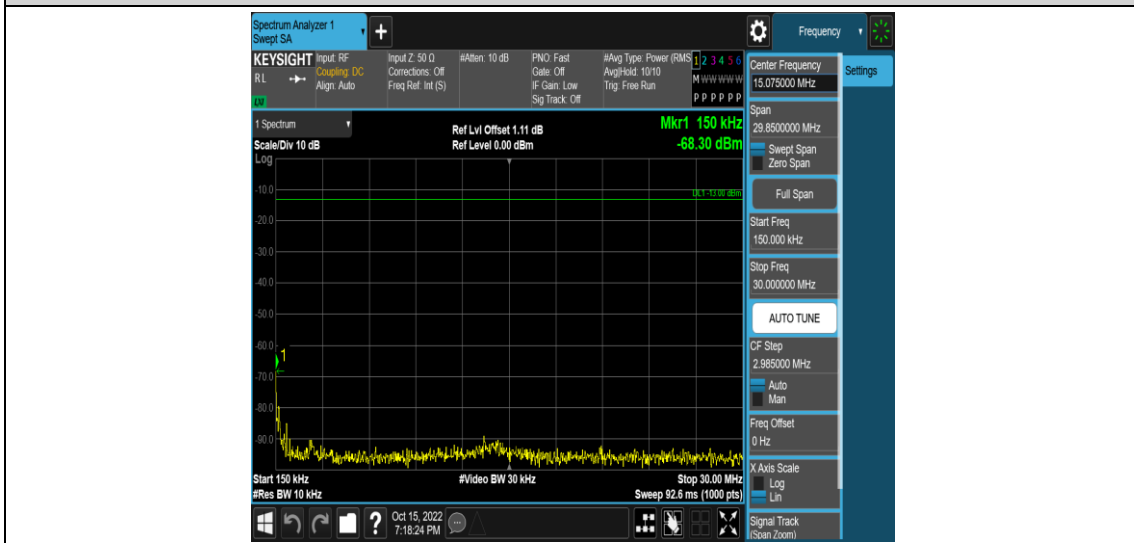 Spectrum Analyzer 1
Swept SA
+
Frequency
KEYSIGHT
RL
LXI
Input: RF
Coupling: DC
Align: Auto
Input Z: 50 Ω
Corrections: Off
Freq Ref: Int (S)
#Atten: 10 dB
PNO: Fast
Gate: Off
IF Gain: Low
Sig Track: Off
#Avg Type: Power (RMS
Avg|Hold: 10/10
Trig: Free Run
1 2 3 4 5 6
M W W W W W
P P P P P P
1 Spectrum
Scale/Div 10 dB
Ref Lvl Offset 1.11 dB
Ref Level 0.00 dBm
Mkr1 150 kHz
-68.30 dBm
Log
DL1 -13.00 dBm
-10.0
-20.0
-30.0
-40.0
-50.0
-60.0
1
-70.0
-80.0
-90.0
Start 150 kHz
#Res BW 10 kHz
#Video BW 30 kHz
Stop 30.00 MHz
Sweep 92.6 ms (1000 pts)
Center Frequency
15.075000 MHz
Settings
Span
29.8500000 MHz
Swept Span
Zero Span
Full Span
Start Freq
150.000 kHz
Stop Freq
30.000000 MHz
AUTO TUNE
CF Step
2.985000 MHz
Auto
Man
Freq Offset
0 Hz
X Axis Scale
Log
Lin
Signal Track
(Span Zoom)
?
Oct 15, 2022
7:18:24 PM